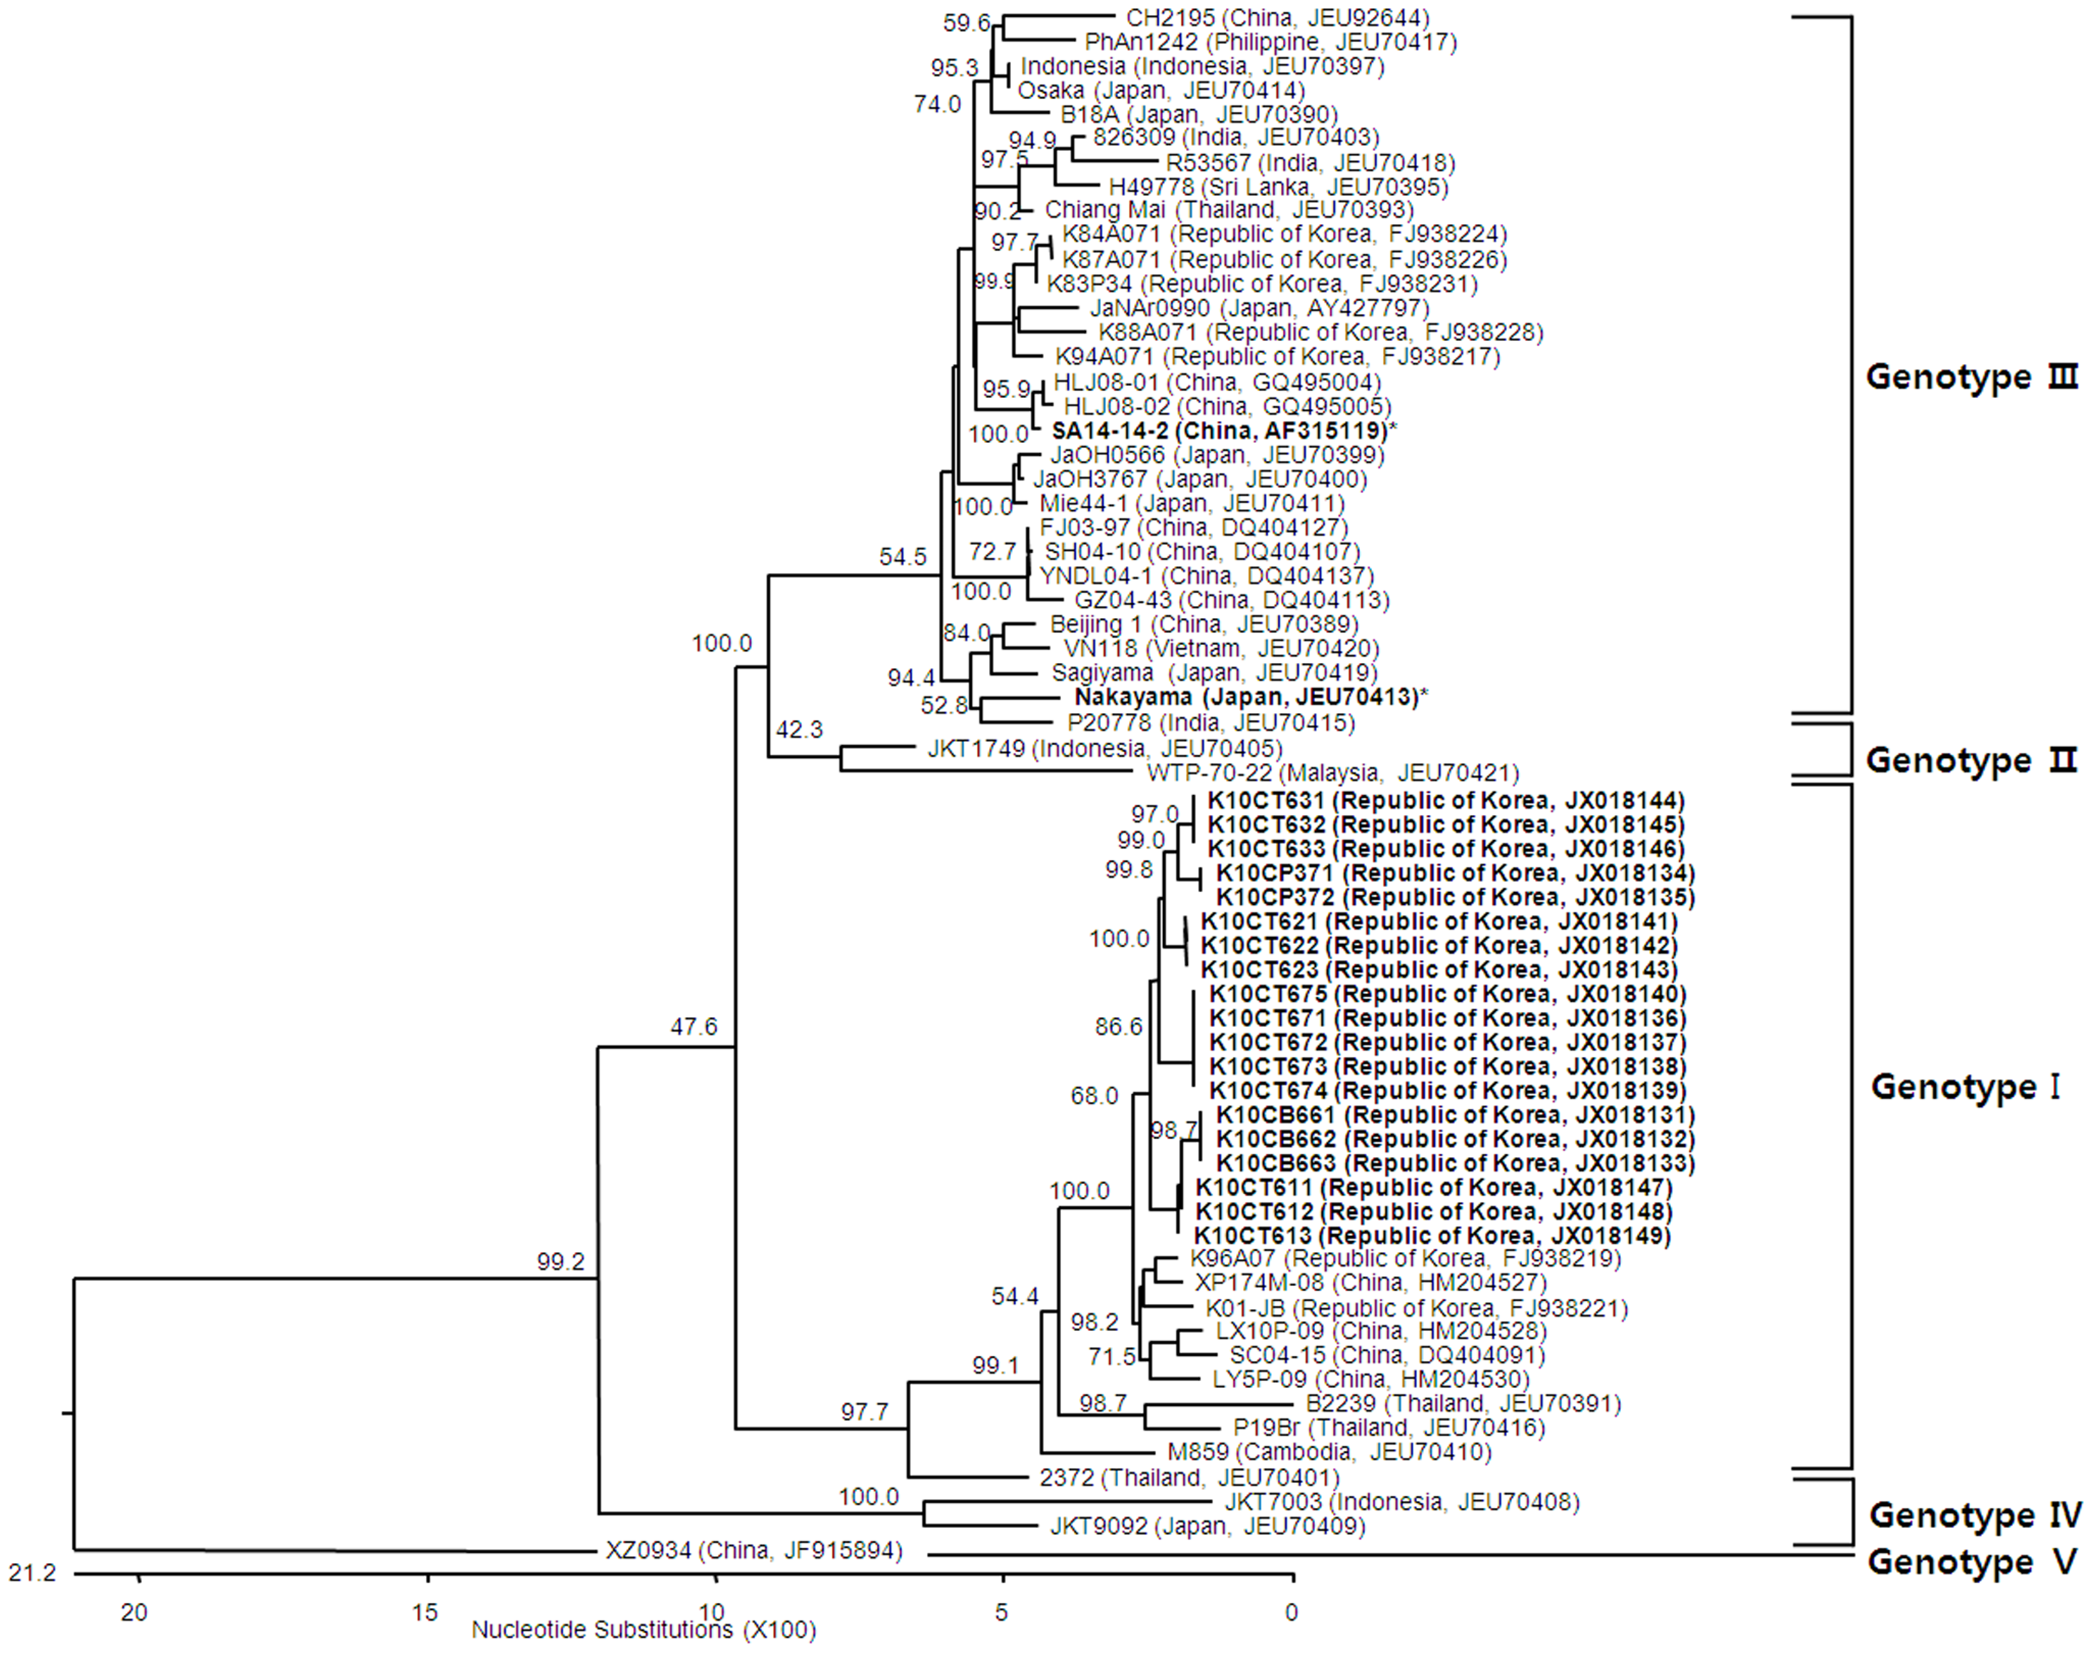 59.6
CH2195 (China, JEU92644)
PhAn1242 (Philippine, JEU70417)
95.3
Indonesia (Indonesia, JEU70397)
Osaka (Japan, JEU70414)
74.0
B18A (Japan, JEU70390)
94.9
826309 (India, JEU70403)
97.5
R53567 (India, JEU70418)
H49778 (Sri Lanka, JEU70395)
90.2
Chiang Mai (Thailand, JEU70393)
97.7
K84A071 (Republic of Korea, FJ938224)
K87A071 (Republic of Korea, FJ938226)
99.9
K83P34 (Republic of Korea, FJ938231)
JaNAr0990 (Japan, AY427797)
K88A071 (Republic of Korea, FJ938228)
K94A071 (Republic of Korea, FJ938217)
Genotype Ⅲ
95.9
HLJ08-01 (China, GQ495004)
HLJ08-02 (China, GQ495005)
100.0
SA14-14-2 (China, AF315119)*
JaOH0566 (Japan, JEU70399)
JaOH3767 (Japan, JEU70400)
100.0
Mie44-1 (Japan, JEU70411)
FJ03-97 (China, DQ404127)
54.5
72.7
SH04-10 (China, DQ404107)
YNDL04-1 (China, DQ404137)
100.0
GZ04-43 (China, DQ404113)
Beijing 1 (China, JEU70389)
84.0
100.0
VN118 (Vietnam, JEU70420)
94.4
Sagiyama (Japan, JEU70419)
52.8
Nakayama (Japan, JEU70413)*
P20778 (India, JEU70415)
42.3
JKT1749 (Indonesia, JEU70405)
Genotype Ⅱ
WTP-70-22 (Malaysia, JEU70421)
K10CT631 (Republic of Korea, JX018144)
97.0
K10CT632 (Republic of Korea, JX018145)
99.0
K10CT633 (Republic of Korea, JX018146)
99.8
K10CP371 (Republic of Korea, JX018134)
K10CP372 (Republic of Korea, JX018135)
K10CT621 (Republic of Korea, JX018141)
100.0
K10CT622 (Republic of Korea, JX018142)
K10CT623 (Republic of Korea, JX018143)
K10CT675 (Republic of Korea, JX018140)
47.6
86.6
K10CT671 (Republic of Korea, JX018136)
K10CT672 (Republic of Korea, JX018137)
K10CT673 (Republic of Korea, JX018138)
68.0
K10CT674 (Republic of Korea, JX018139)
Genotype Ⅰ
K10CB661 (Republic of Korea, JX018131)
98.7
K10CB662 (Republic of Korea, JX018132)
K10CB663 (Republic of Korea, JX018133)
100.0
K10CT611 (Republic of Korea, JX018147)
K10CT612 (Republic of Korea, JX018148)
K10CT613 (Republic of Korea, JX018149)
99.2
K96A07 (Republic of Korea, FJ938219)
XP174M-08 (China, HM204527)
54.4
K01-JB (Republic of Korea, FJ938221)
98.2
LX10P-09 (China, HM204528)
71.5
SC04-15 (China, DQ404091)
99.1
LY5P-09 (China, HM204530)
98.7
B2239 (Thailand, JEU70391)
97.7
P19Br (Thailand, JEU70416)
M859 (Cambodia, JEU70410)
2372 (Thailand, JEU70401)
100.0
JKT7003 (Indonesia, JEU70408)
Genotype Ⅳ
JKT9092 (Japan, JEU70409)
XZ0934 (China, JF915894)
Genotype Ⅴ
21.2
20 15 10 5 0
Nucleotide Substitutions (X100)